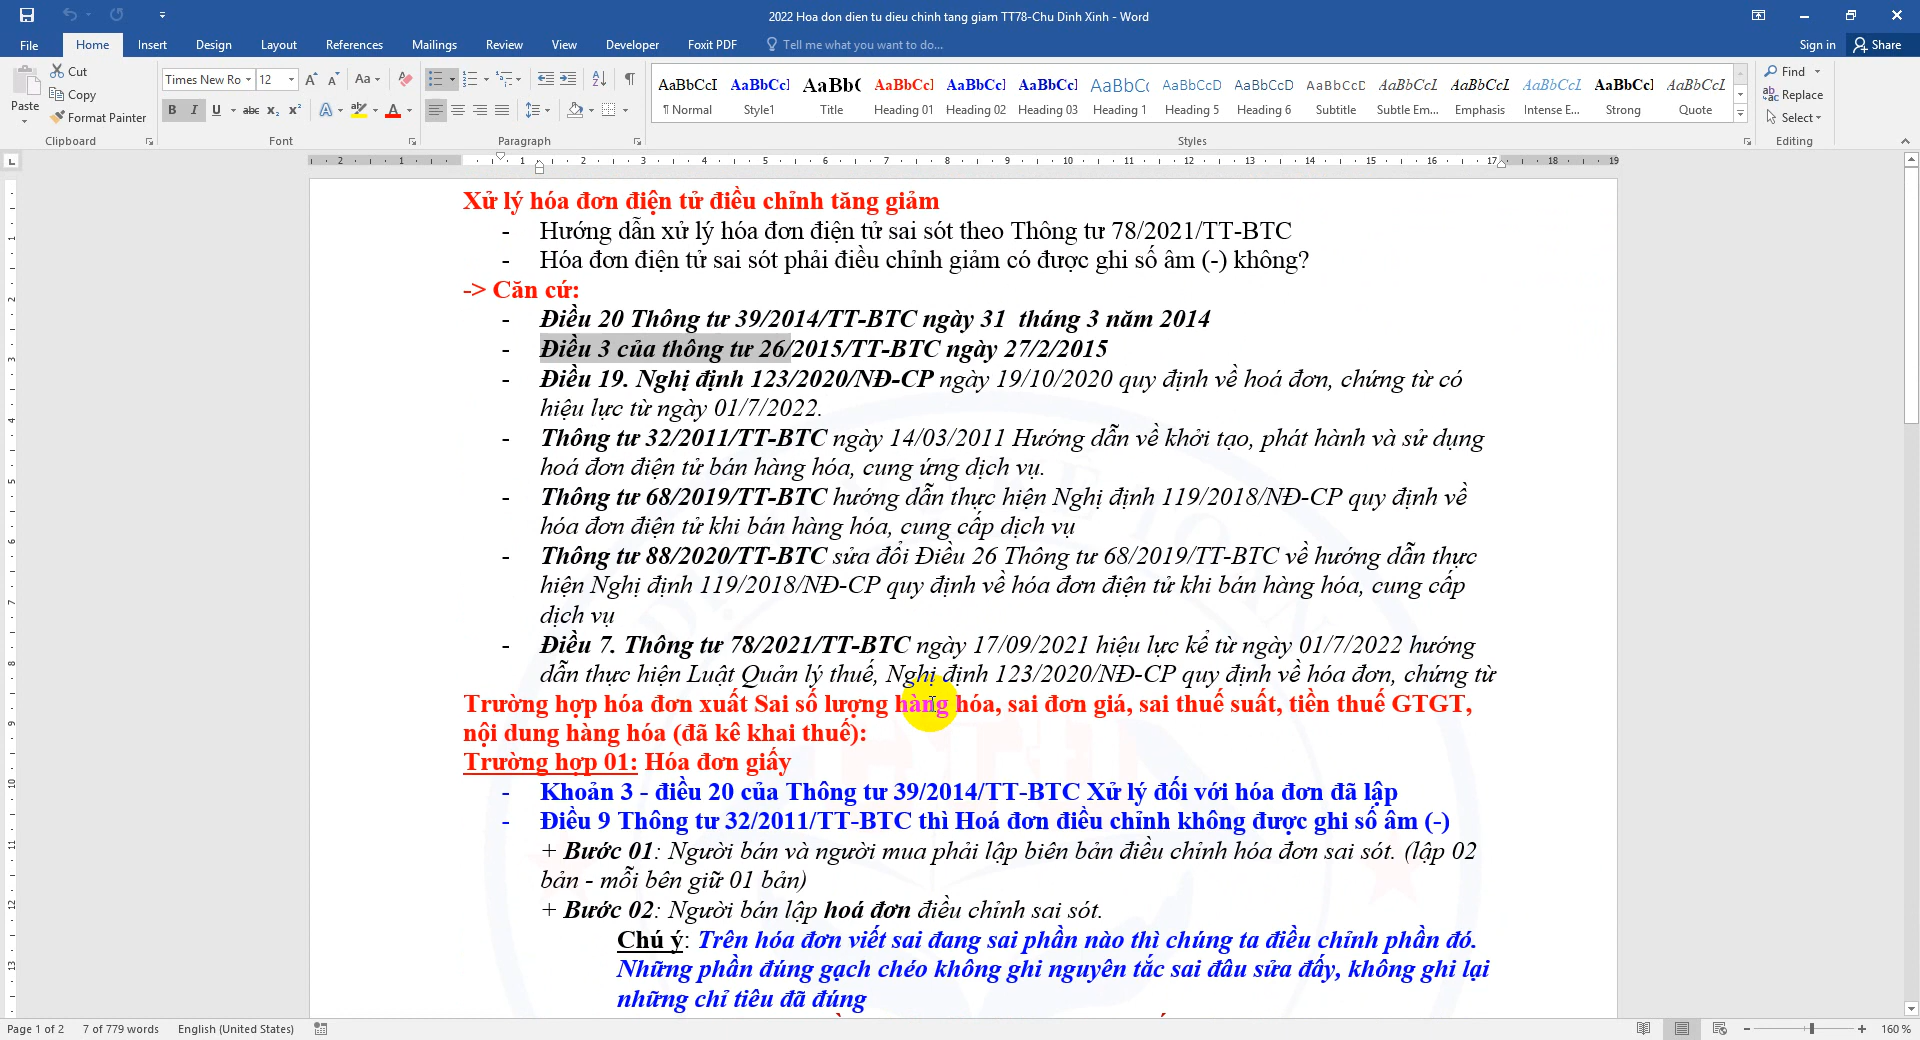 2022 Hoa don dien tu dieu chinh tang giam TT78-Chu Dinh Xinh - Word
File Home Insert Design Layout References Mailings Review View Developer Foxit PDF Tell me what you want to do... Sign in Share
Cut
Copy
Format Painter
Paste
Times New Ro 12
Clipboard Font Paragraph Styles Editing
AaBbCcI AaBbCcI AaBb( AaBbCcI AaBbCcI AaBbCcI AaBbC( AaBbCcD AaBbCcD AaBbCcD AaBbCcL AaBbCcL AaBbCcL AaBbCcI AaBbCcL
¶ Normal Style1 Title Heading 01 Heading 02 Heading 03 Heading 1 Heading 5 Heading 6 Subtitle Subtle Em... Emphasis Intense E... Strong Quote
Find
Replace
Select
Xử lý hóa đơn điện tử điều chỉnh tăng giảm
- Hướng dẫn xử lý hóa đơn điện tử sai sót theo Thông tư 78/2021/TT-BTC
- Hóa đơn điện tử sai sót phải điều chỉnh giảm có được ghi số âm (-) không?
-> Căn cứ:
- Điều 20 Thông tư 39/2014/TT-BTC ngày 31 tháng 3 năm 2014
- Điều 3 của thông tư 26/2015/TT-BTC ngày 27/2/2015
- Điều 19. Nghị định 123/2020/NĐ-CP ngày 19/10/2020 quy định về hoá đơn, chứng từ có
hiệu lực từ ngày 01/7/2022.
- Thông tư 32/2011/TT-BTC ngày 14/03/2011 Hướng dẫn về khởi tạo, phát hành và sử dụng
hoá đơn điện tử bán hàng hóa, cung ứng dịch vụ.
- Thông tư 68/2019/TT-BTC hướng dẫn thực hiện Nghị định 119/2018/NĐ-CP quy định về
hóa đơn điện tử khi bán hàng hóa, cung cấp dịch vụ
- Thông tư 88/2020/TT-BTC sửa đổi Điều 26 Thông tư 68/2019/TT-BTC về hướng dẫn thực
hiện Nghị định 119/2018/NĐ-CP quy định về hóa đơn điện tử khi bán hàng hóa, cung cấp
dịch vụ
- Điều 7. Thông tư 78/2021/TT-BTC ngày 17/09/2021 hiệu lực kể từ ngày 01/7/2022 hướng
dẫn thực hiện Luật Quản lý thuế, Nghị định 123/2020/NĐ-CP quy định về hóa đơn, chứng từ
Trường hợp hóa đơn xuất Sai số lượng hàng hóa, sai đơn giá, sai thuế suất, tiền thuế GTGT,
nội dung hàng hóa (đã kê khai thuế):
Trường hợp 01: Hóa đơn giấy
- Khoản 3 - điều 20 của Thông tư 39/2014/TT-BTC Xử lý đối với hóa đơn đã lập
- Điều 9 Thông tư 32/2011/TT-BTC thì Hoá đơn điều chỉnh không được ghi số âm (-)
+ Bước 01: Người bán và người mua phải lập biên bản điều chỉnh hóa đơn sai sót. (lập 02
bản - mỗi bên giữ 01 bản)
+ Bước 02: Người bán lập hoá đơn điều chỉnh sai sót.
Chú ý: Trên hóa đơn viết sai đang sai phần nào thì chúng ta điều chỉnh phần đó.
Những phần đúng gạch chéo không ghi nguyên tắc sai đâu sửa đấy, không ghi lại
những chỉ tiêu đã đúng
Page 1 of 2 7 of 779 words English (United States) 160 %